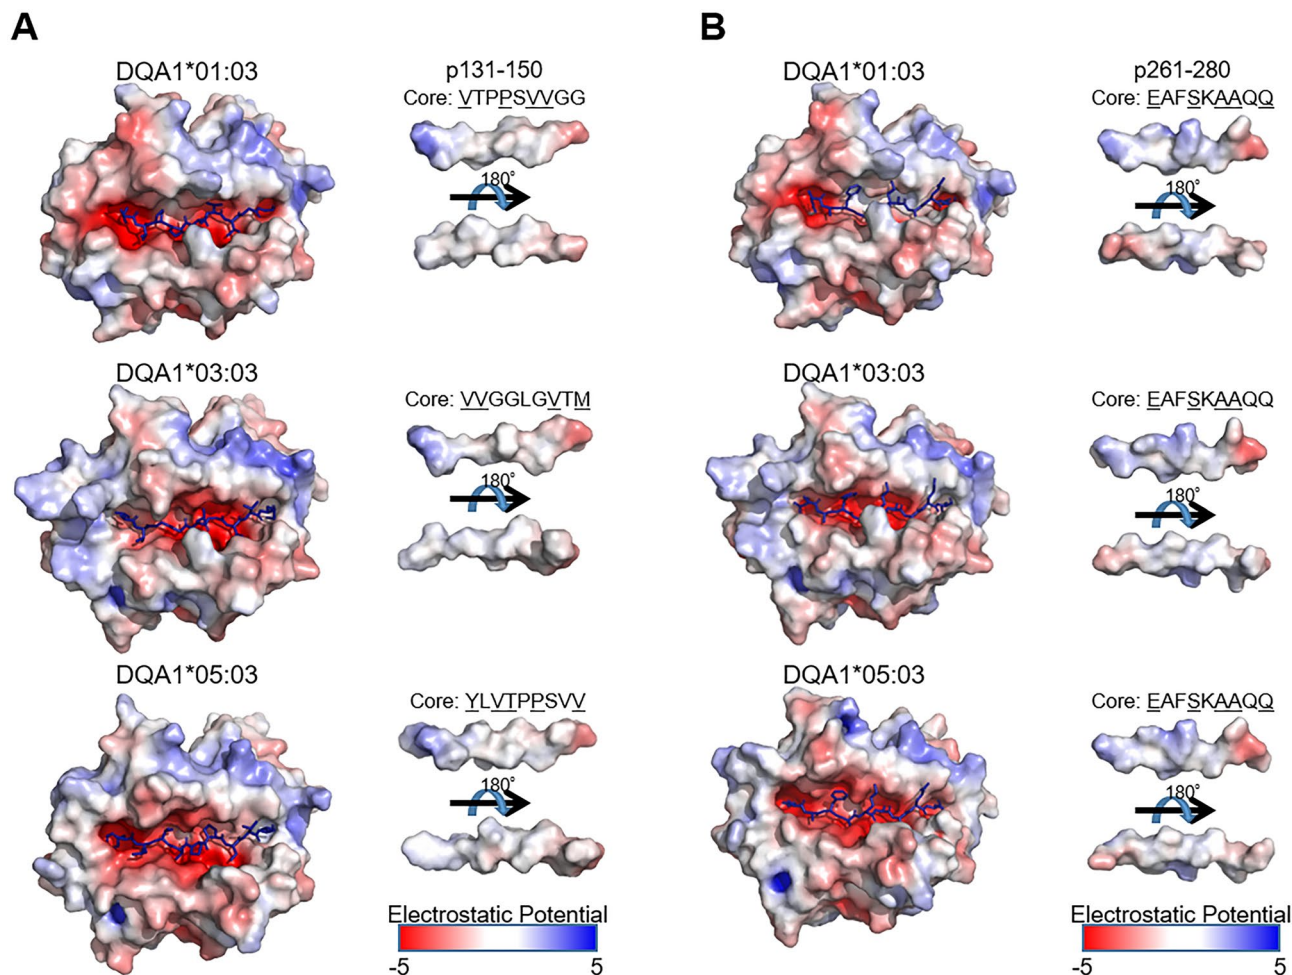 A
B
DQA1*01:03
p131-150
Core: VTPPSVVGG
180°
DQA1*01:03
p261-280
Core: EAFSKAAQQ
180°
DQA1*03:03
Core: VVGGLGVTM
180°
DQA1*03:03
Core: EAFSKAAQQ
180°
DQA1*05:03
Core: YLVTPPSVV
180°
Electrostatic Potential
-5 5
DQA1*05:03
Core: EAFSKAAQQ
180°
Electrostatic Potential
-5 5